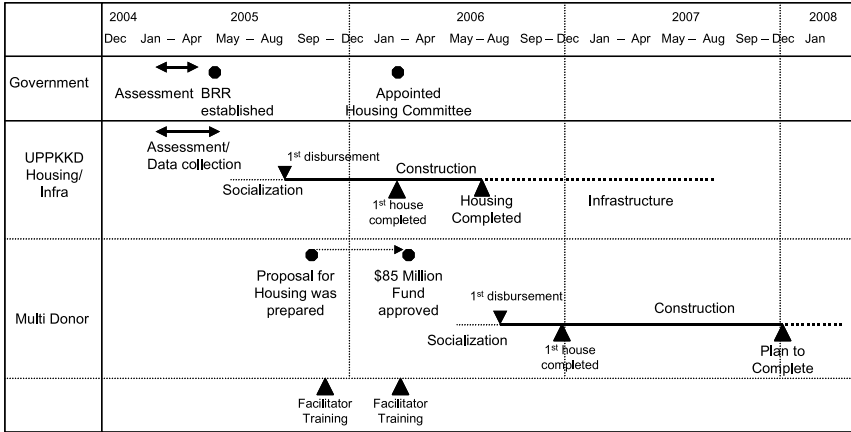 2004 2005 2006 2007 2008
Dec Jan – Apr May – Aug Sep – Dec Jan – Apr May – Aug Sep – Dec Jan – Apr May – Aug Sep – Dec Jan
Government
Assessment BRR
established
Appointed
Housing Committee
UPPKKD
Housing/
Infra
Assessment/
Data collection
1st disbursement
Construction
Socialization
1st house
completed
Housing
Completed
Infrastructure
Multi Donor
Proposal for
Housing was
prepared
$85 Million
Fund
approved
1st disbursement
Construction
Socialization
1st house
completed
Plan to
Complete
Facilitator
Training
Facilitator
Training